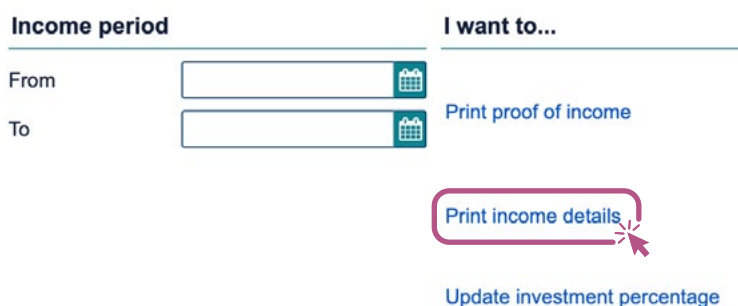 Income period
From
To
I want to...
Print proof of income
Print income details
Update investment percentage